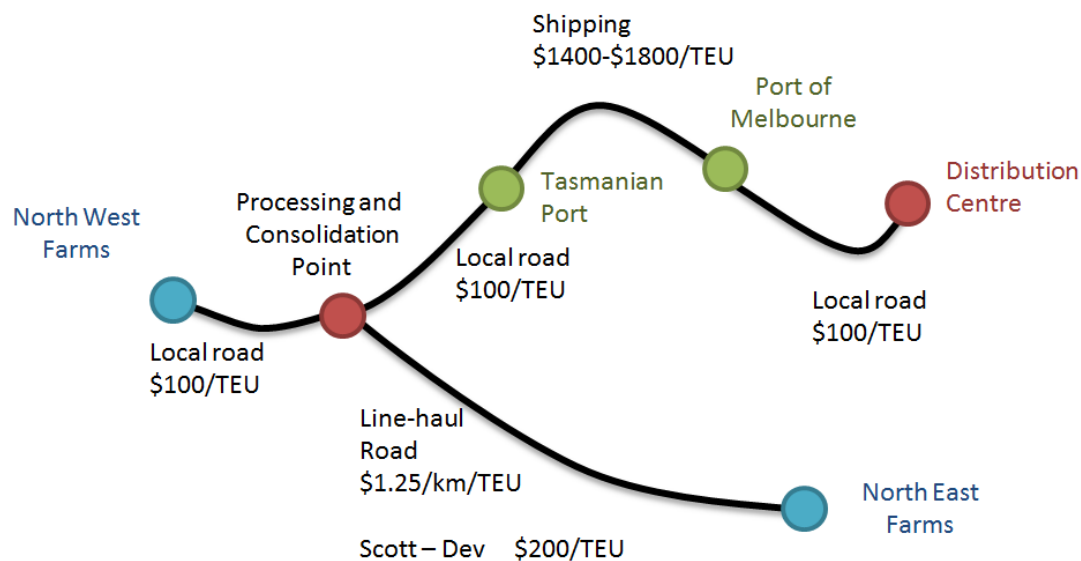 Shipping
$1400-$1800/TEU
Port of
Melbourne
Distribution
Centre
Tasmanian
Port
Processing and
Consolidation
Point
North West
Farms
Local road
$100/TEU
Local road
$100/TEU
Local road
$100/TEU
Line-haul
Road
$1.25/km/TEU
North East
Farms
Scott – Dev $200/TEU